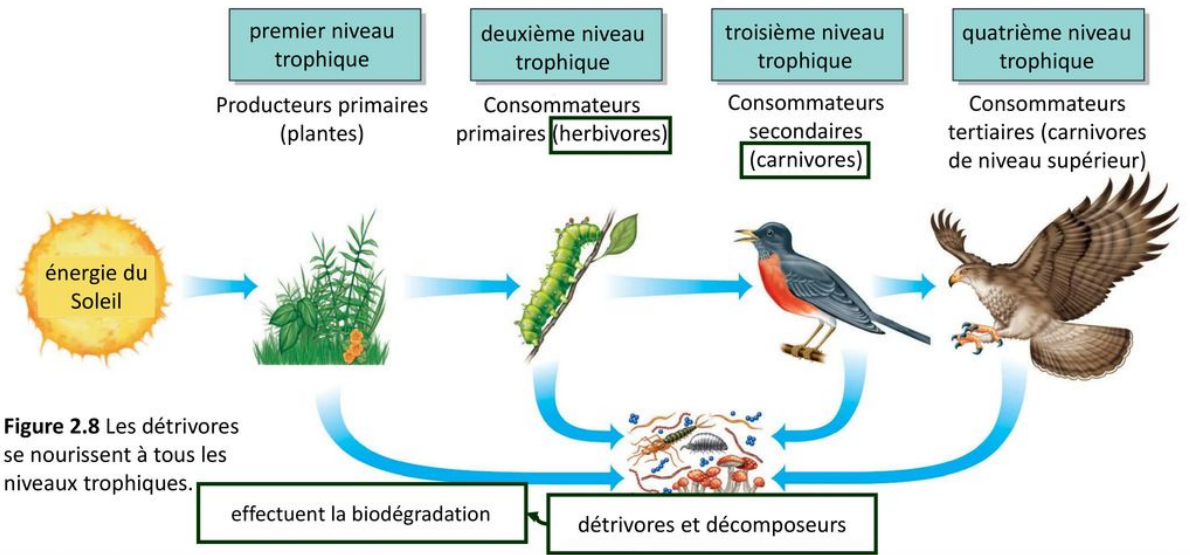 premier niveau
trophique
Producteurs primaires
(plantes)
deuxième niveau
trophique
Consommateurs
primaires (herbivores)
troisième niveau
trophique
Consommateurs
secondaires
(carnivores)
quatrième niveau
trophique
Consommateurs
tertiaires (carnivores
de niveau supérieur)
énergie du
Soleil
Figure 2.8 Les détrivores
se nourissent à tous les
niveaux trophiques.
effectuent la biodégradation
détrivores et décomposeurs